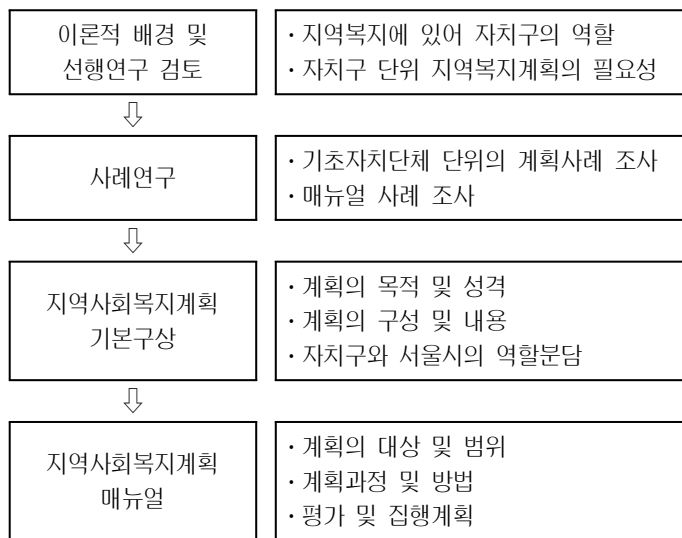 이론적 배경 및
선행연구 검토
· 지역복지에 있어 자치구의 역할
· 자치구 단위 지역복지계획의 필요성
⇩
사례연구
· 기초자치단체 단위의 계획사례 조사
· 매뉴얼 사례 조사
⇩
지역사회복지계획
기본구상
· 계획의 목적 및 성격
· 계획의 구성 및 내용
· 자치구와 서울시의 역할분담
⇩
지역사회복지계획
매뉴얼
· 계획의 대상 및 범위
· 계획과정 및 방법
· 평가 및 집행계획